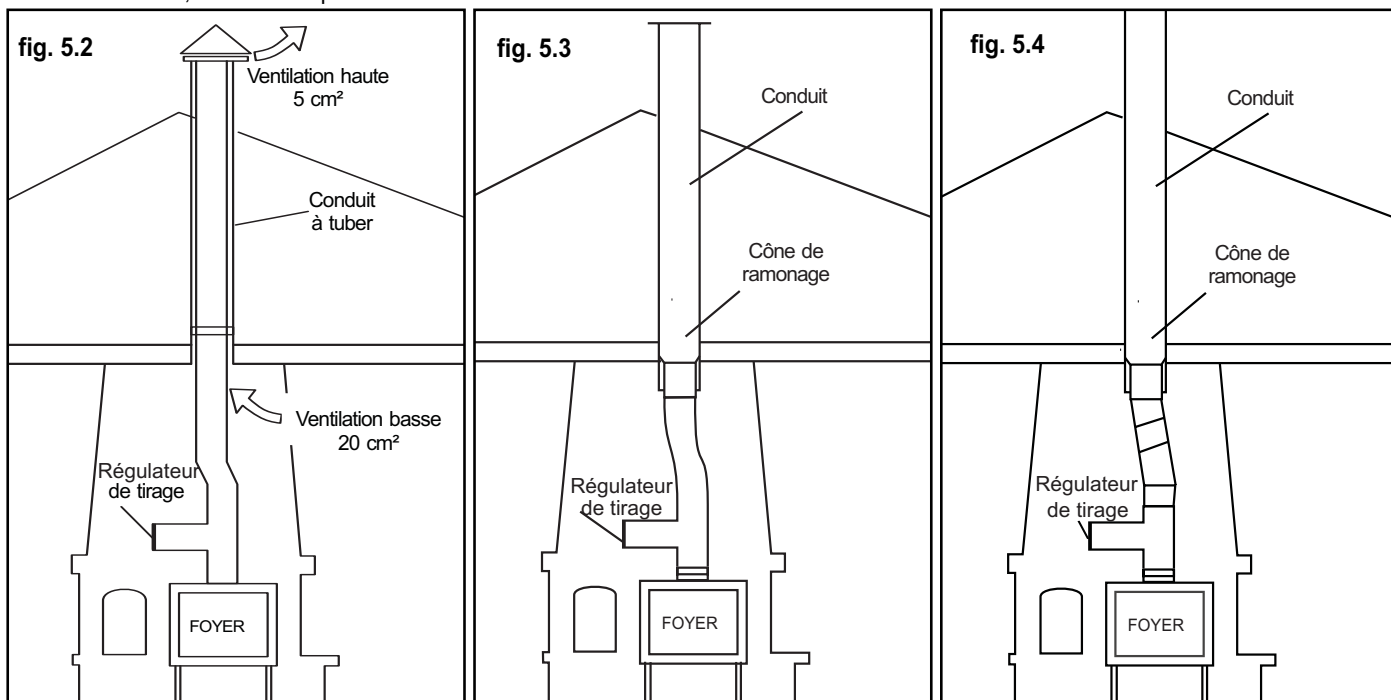 fig. 5.2
Ventilation haute
5 cm²
Conduit
à tuber
Ventilation basse
20 cm²
Régulateur
de tirage
FOYER
fig. 5.3
Conduit
Cône de
ramonage
Régulateur
de tirage
FOYER
fig. 5.4
Conduit
Cône de
ramonage
Régulateur
de tirage
FOYER